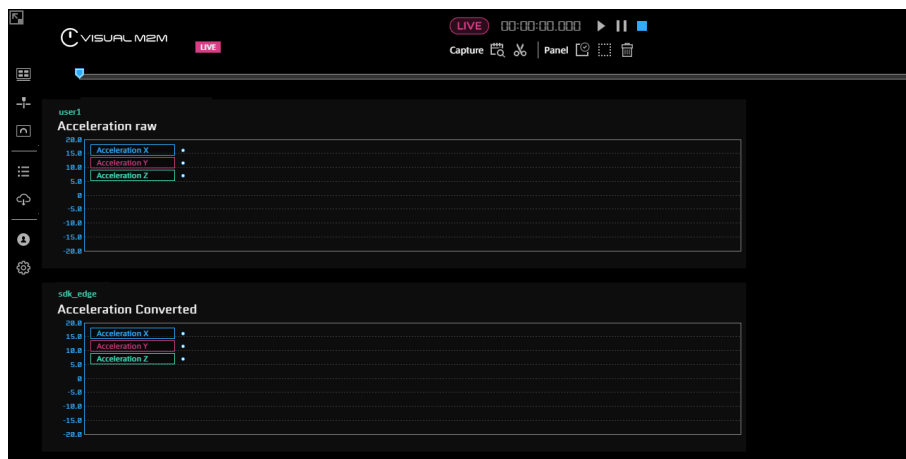 VISUAL M2M
LIVE
LIVE 00:00:00.000
Capture Panel
user1
Acceleration raw
20.0
15.0
10.0
5.0
0
-5.0
-10.0
-15.0
-20.0
Acceleration X
Acceleration Y
Acceleration Z
sdk_edge
Acceleration Converted
20.0
15.0
10.0
5.0
0
-5.0
-10.0
-15.0
-20.0
Acceleration X
Acceleration Y
Acceleration Z